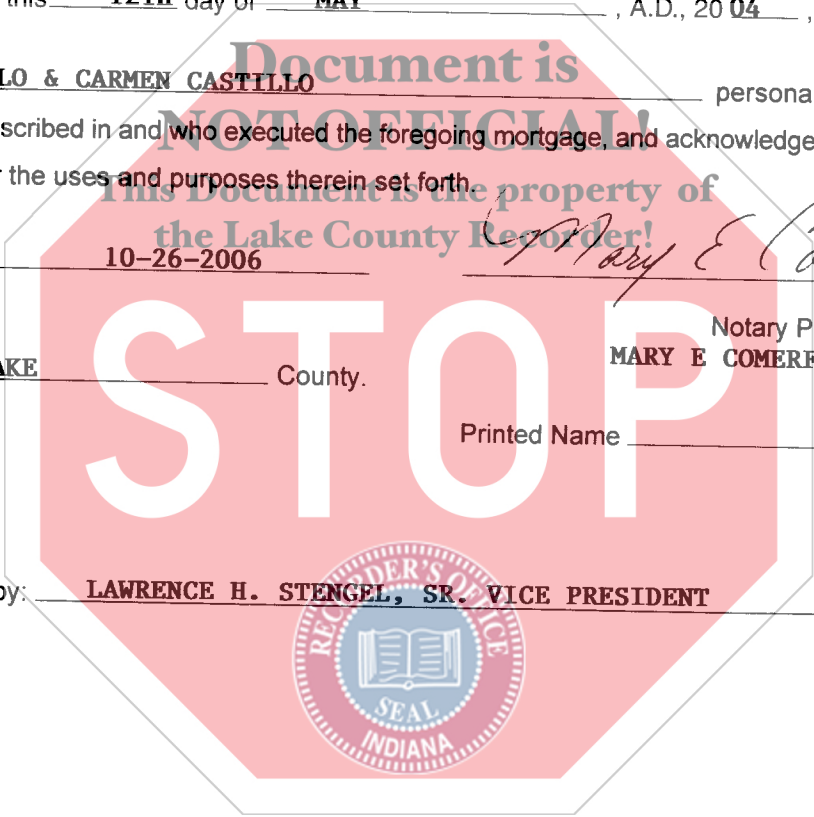 this 12TH day of MAY , A.D., 20 04 ,
Document is
LO & CARMEN CASTILLO persona
NOT OFFICIAL!
scribed in and who executed the foregoing mortgage, and acknowledge
the uses and purposes therein set forth.
This Document is the property of
the Lake County Recorder!
Mary E
10-26-2006
Notary P
MARY E COMERF
AKE County.
Printed Name
STOP
by: LAWRENCE H. STENGEL, SR. VICE PRESIDENT
RECORDER'S OFFICE
SEAL
INDIANA